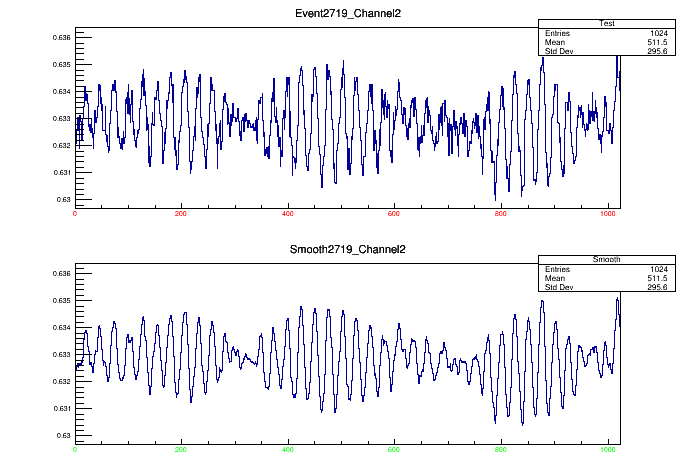 Event2719_Channel2
Test
Entries 1024
Mean 511.5
Std Dev 295.6
0.636
0.635
0.634
0.633
0.632
0.631
0.63
0 200 400 600 800 1000
Smooth2719_Channel2
Smooth
Entries 1024
Mean 511.5
Std Dev 295.6
0.636
0.635
0.634
0.633
0.632
0.631
0.63
0 200 400 600 800 1000